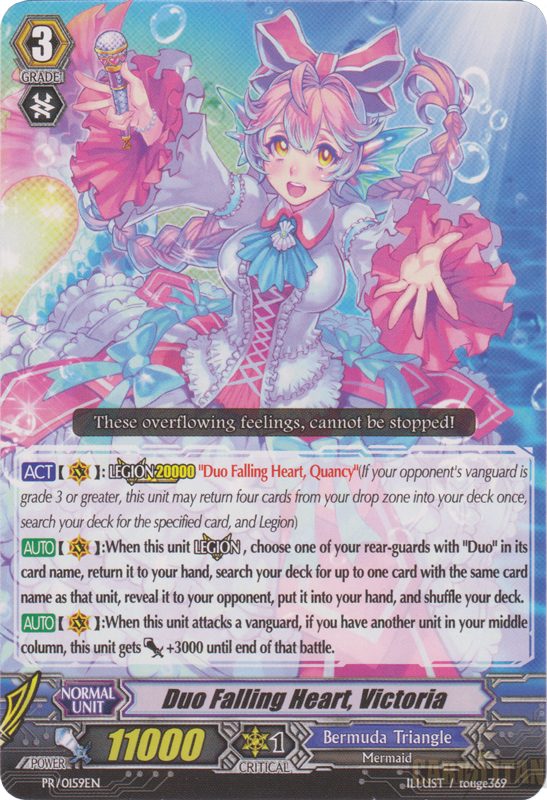 3
GRADE
These overflowing feelings, cannot be stopped!
ACT【 V 】: LEGION 20000 "Duo Falling Heart, Quancy"(If your opponent's vanguard is
grade 3 or greater, this unit may return four cards from your drop zone into your deck once,
search your deck for the specified card, and Legion)
AUTO【 V 】:When this unit LEGION , choose one of your rear-guards with "Duo" in its
card name, return it to your hand, search your deck for up to one card with the same card
name as that unit, reveal it to your opponent, put it into your hand, and shuffle your deck.
AUTO【 V 】:When this unit attacks a vanguard, if you have another unit in your middle
column, this unit gets +3000 until end of that battle.
NORMAL
UNIT
Duo Falling Heart, Victoria
POWER
11000
1
CRITICAL
Bermuda Triangle
Mermaid
PR/0159EN
ILLUST / touge369